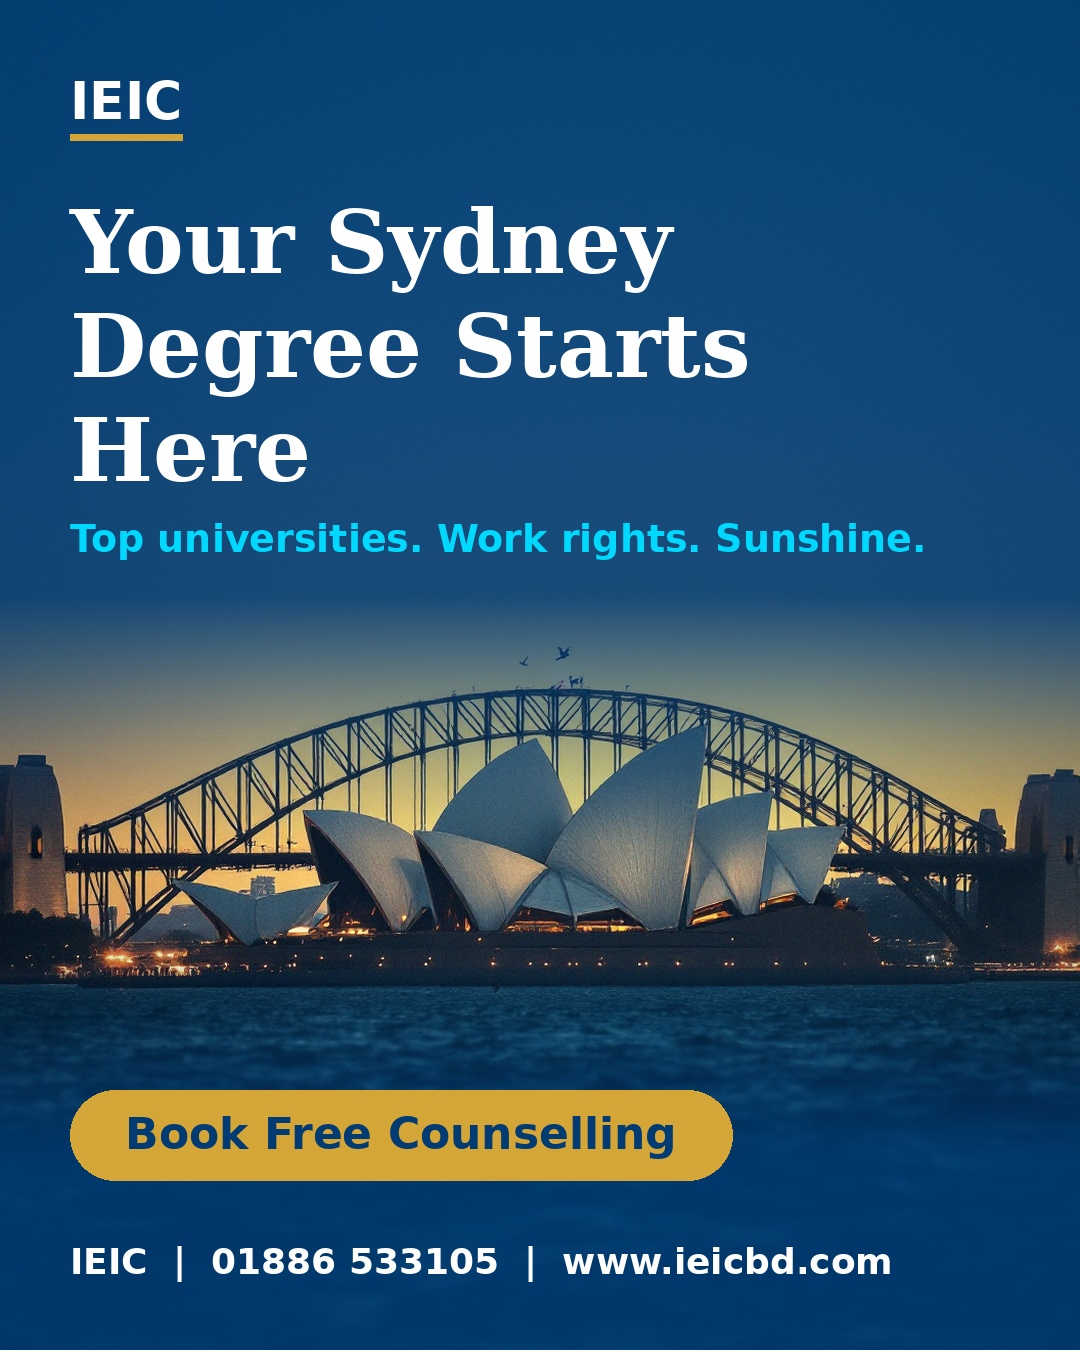 IEIC
Your Sydney
Degree Starts
Here
Top universities. Work rights. Sunshine.
Book Free Counselling
IEIC | 01886 533105 | www.ieicbd.com